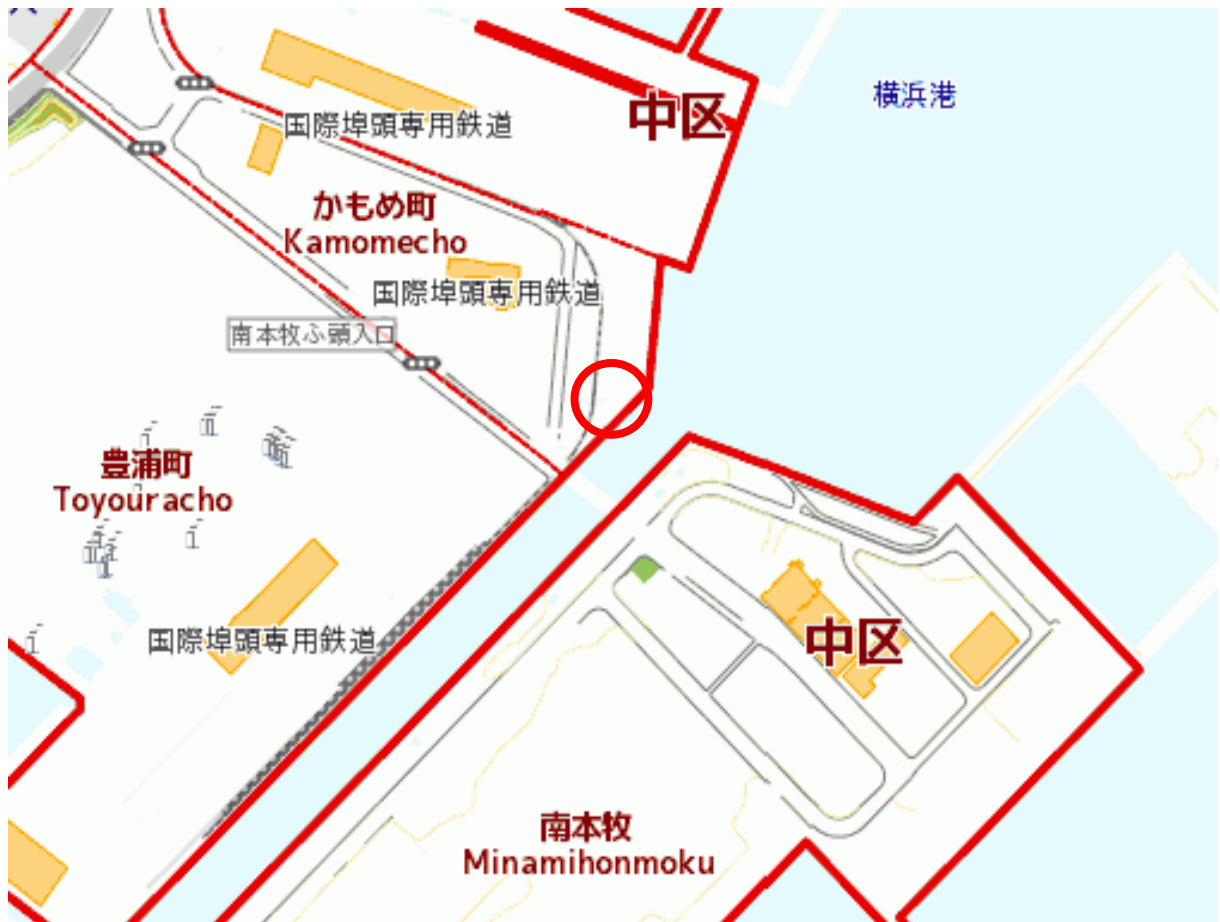 横浜港
中区
国際埠頭専用鉄道
かもめ町
Kamomecho
国際埠頭専用鉄道
南本牧ふ頭入口
豊浦町
Toyouracho
国際埠頭専用鉄道
中区
南本牧
Minamihonmoku